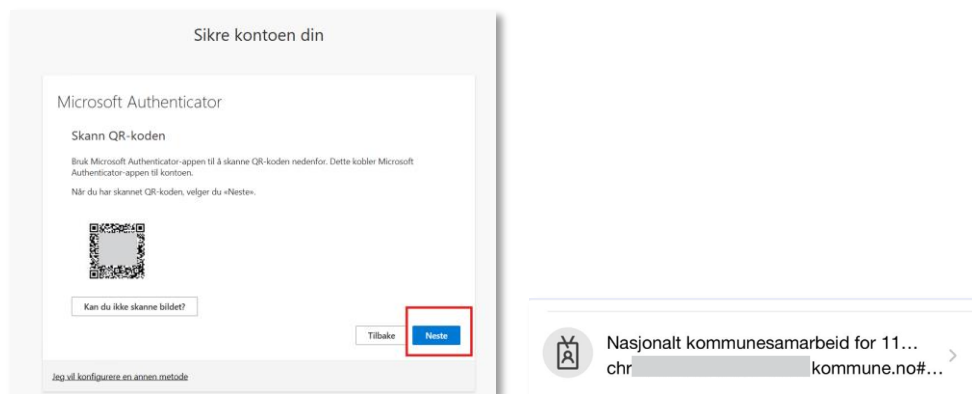 Sikre kontoen din
Microsoft Authenticator
Skann QR-koden
Bruk Microsoft Authenticator-appen til å skanne QR-koden nedenfor. Dette kobler Microsoft
Authenticator-appen til kontoen.
Når du har skannet QR-koden, velger du «Neste».
Kan du ikke skanne bildet?
Tilbake
Neste
Jeg vil konfigurere en annen metode
Nasjonalt kommunesamarbeid for 11...
chr kommune.no#...